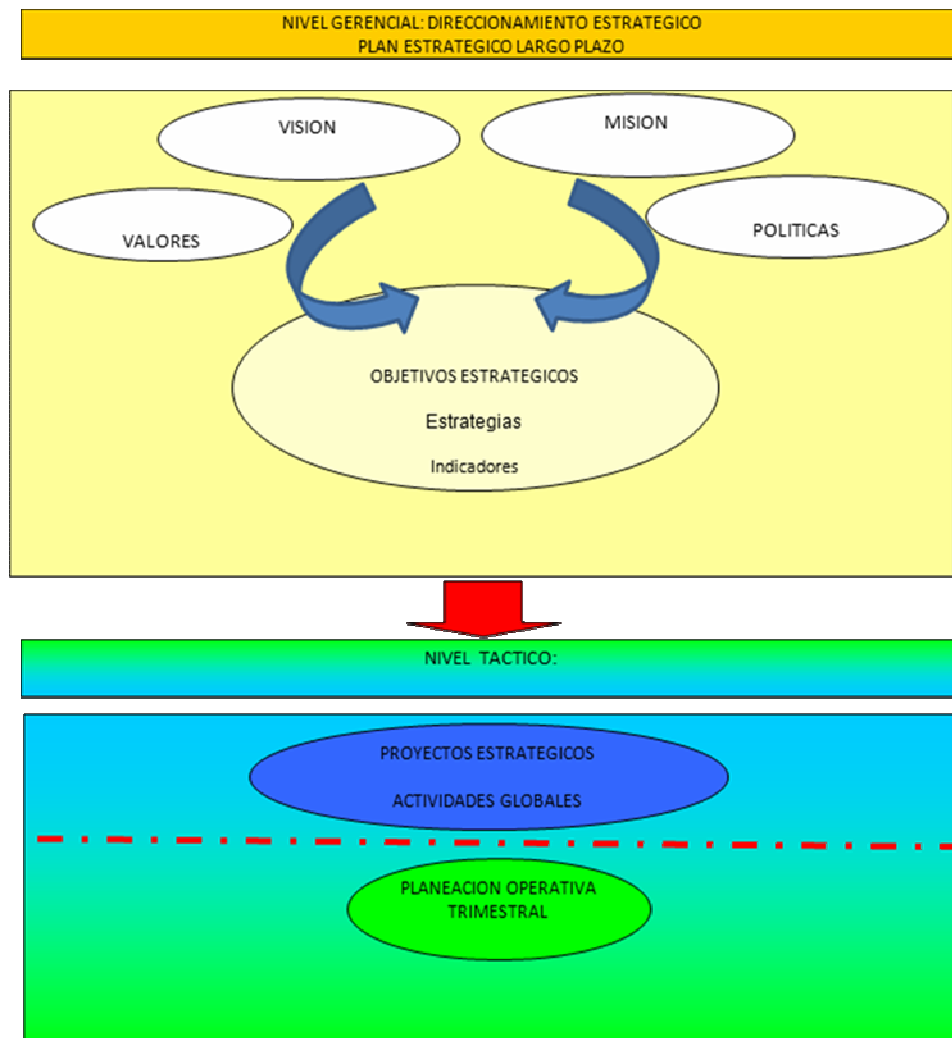 NIVEL GERENCIAL: DIRECCIONAMIENTO ESTRATEGICO
PLAN ESTRATEGICO LARGO PLAZO
VISION
MISION
VALORES
POLITICAS
OBJETIVOS ESTRATEGICOS
Estrategias
Indicadores
NIVEL TACTICO:
PROYECTOS ESTRATEGICOS
ACTIVIDADES GLOBALES
PLANEACION OPERATIVA
TRIMESTRAL